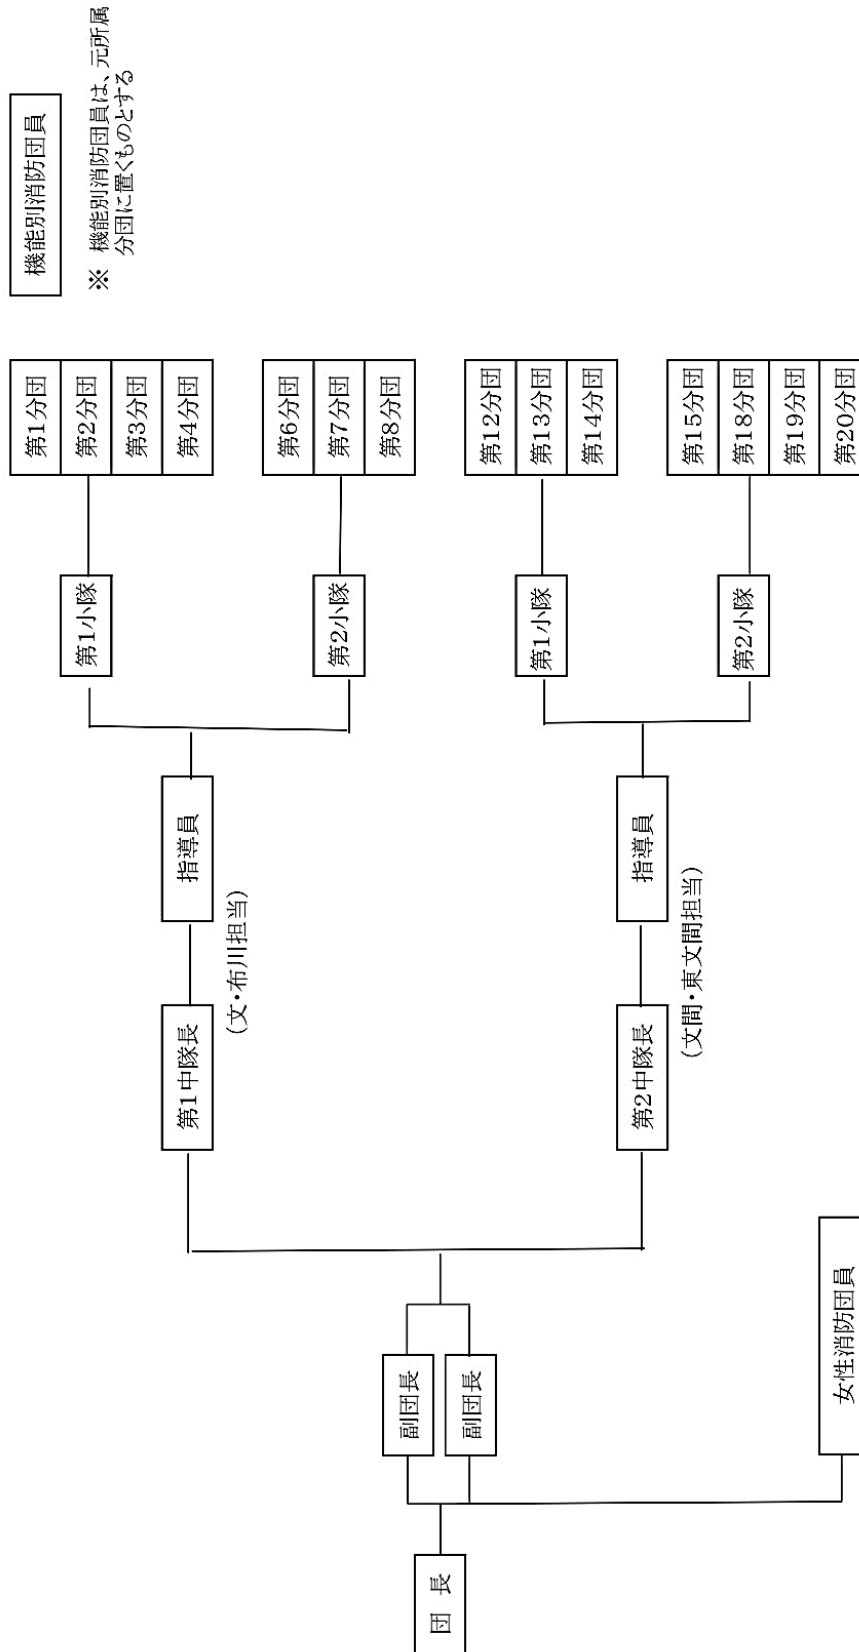 団 長
副団長
副団長
女性消防団員
第1中隊長
(文・布川担当)
指導員
第1小隊
第1分団
第2分団
第3分団
第4分団
第2小隊
第6分団
第7分団
第8分団
第2中隊長
(文間・東文間担当)
指導員
第1小隊
第12分団
第13分団
第14分団
第2小隊
第15分団
第18分団
第19分団
第20分団
機能別消防団員
※ 機能別消防団員は、元所属
分団に置くものとする